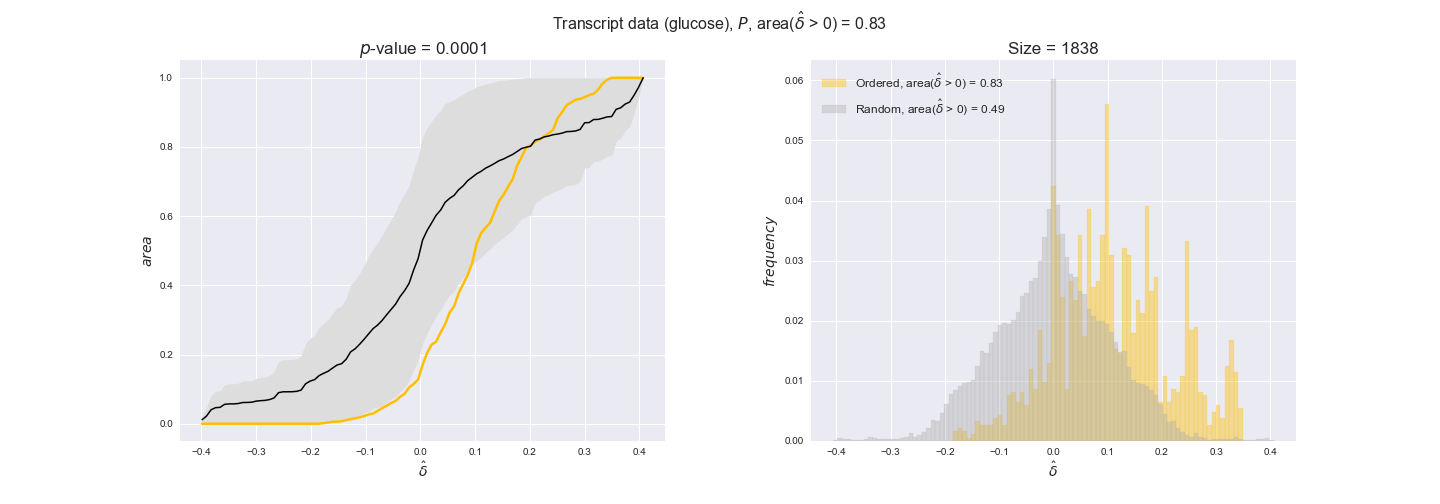 Transcript data (glucose), P, area(δ̂ > 0) = 0.83
p-value = 0.0001
1.0
0.8
0.6
0.4
0.2
0.0
area
−0.4 −0.3 −0.2 −0.1 0.0 0.1 0.2 0.3 0.4
δ̂
Size = 1838
Ordered, area(δ̂ > 0) = 0.83
Random, area(δ̂ > 0) = 0.49
0.06
0.05
0.04
0.03
0.02
0.01
0.00
frequency
−0.4 −0.3 −0.2 −0.1 0.0 0.1 0.2 0.3 0.4
δ̂